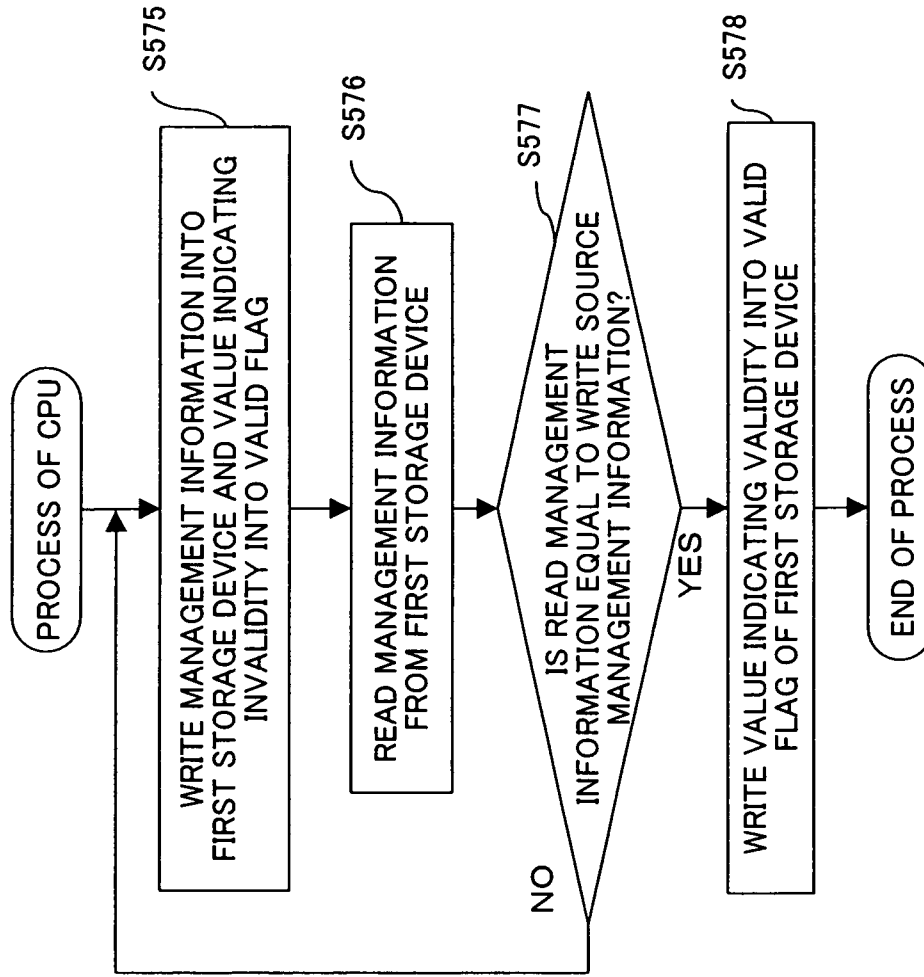 PROCESS OF CPU
S575
WRITE MANAGEMENT INFORMATION INTO
FIRST STORAGE DEVICE AND VALUE INDICATING
INVALIDITY INTO VALID FLAG
S576
READ MANAGEMENT INFORMATION
FROM FIRST STORAGE DEVICE
S577
IS READ MANAGEMENT
INFORMATION EQUAL TO WRITE SOURCE
MANAGEMENT INFORMATION?
NO
YES
S578
WRITE VALUE INDICATING VALIDITY INTO VALID
FLAG OF FIRST STORAGE DEVICE
END OF PROCESS